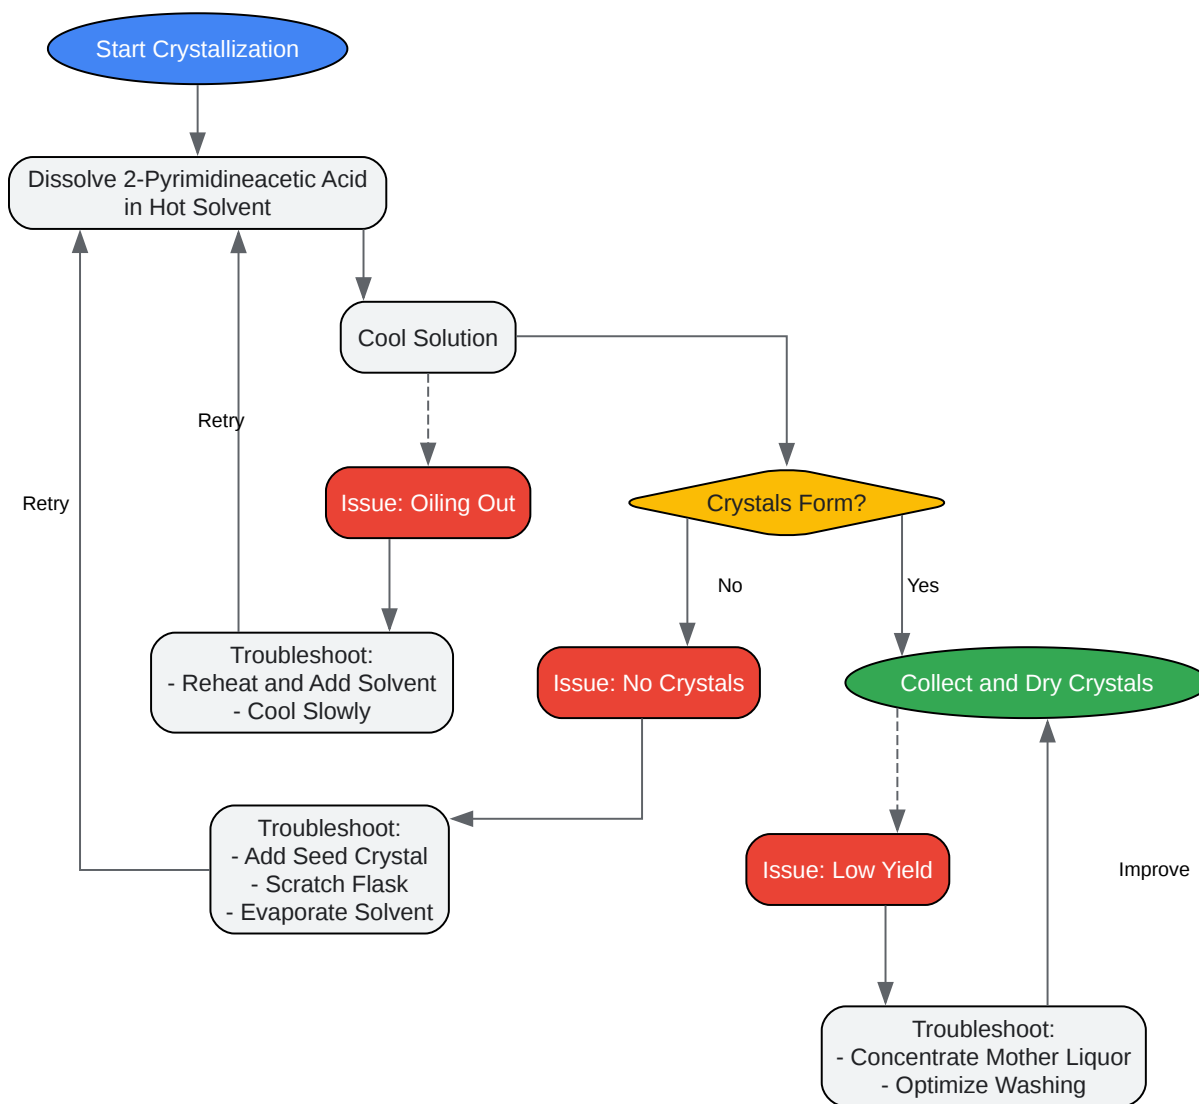 Start Crystallization
Dissolve 2-Pyrimidineacetic Acid
in Hot Solvent
Cool Solution
Retry
Retry
Issue: Oiling Out
Crystals Form?
No
Yes
Troubleshoot:
- Reheat and Add Solvent
- Cool Slowly
Issue: No Crystals
Collect and Dry Crystals
Troubleshoot:
- Add Seed Crystal
- Scratch Flask
- Evaporate Solvent
Issue: Low Yield
Improve
Troubleshoot:
- Concentrate Mother Liquor
- Optimize Washing